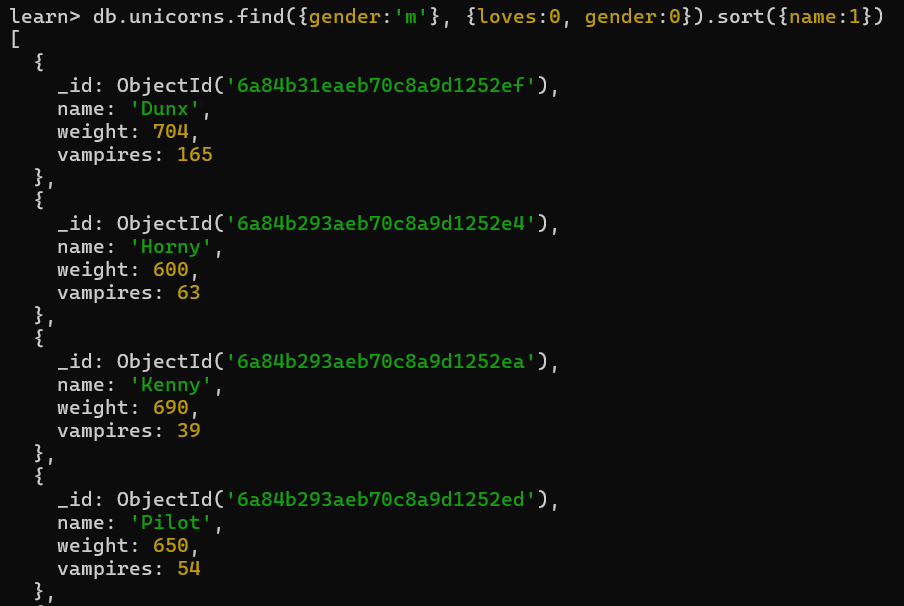 learn> db.unicorns.find({gender:'m'}, {loves:0, gender:0}).sort({name:1})
[
  {
    _id: ObjectId('6a84b31eaeb70c8a9d1252ef'),
    name: 'Dunx',
    weight: 704,
    vampires: 165
  },
  {
    _id: ObjectId('6a84b293aeb70c8a9d1252e4'),
    name: 'Horny',
    weight: 600,
    vampires: 63
  },
  {
    _id: ObjectId('6a84b293aeb70c8a9d1252ea'),
    name: 'Kenny',
    weight: 690,
    vampires: 39
  },
  {
    _id: ObjectId('6a84b293aeb70c8a9d1252ed'),
    name: 'Pilot',
    weight: 650,
    vampires: 54
  },